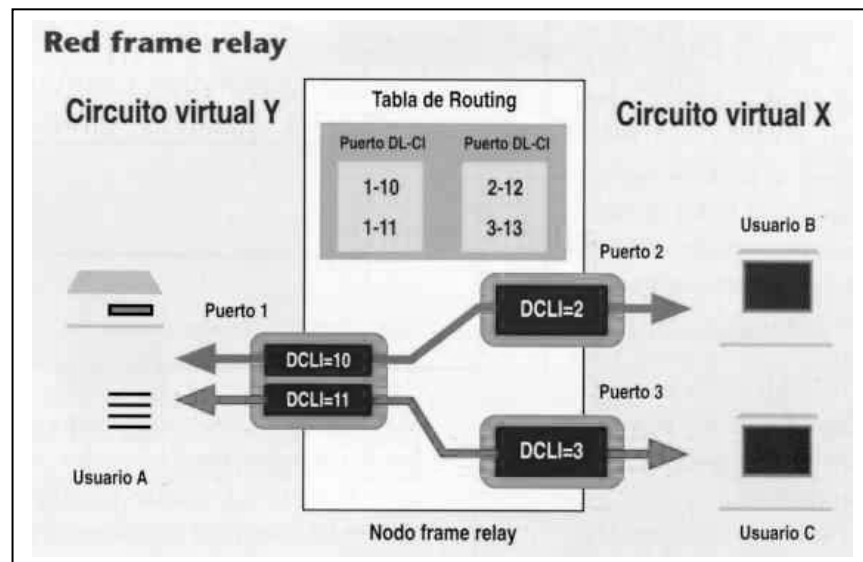 Red frame relay
Circuito virtual Y
Tabla de Routing
Circuito virtual X
Puerto DL-CI
Puerto DL-CI
1-10
2-12
1-11
3-13
Usuario B
Puerto 2
Puerto 1
DCLI=2
DCLI=10
DCLI=11
Puerto 3
DCLI=3
Usuario A
Nodo frame relay
Usuario C